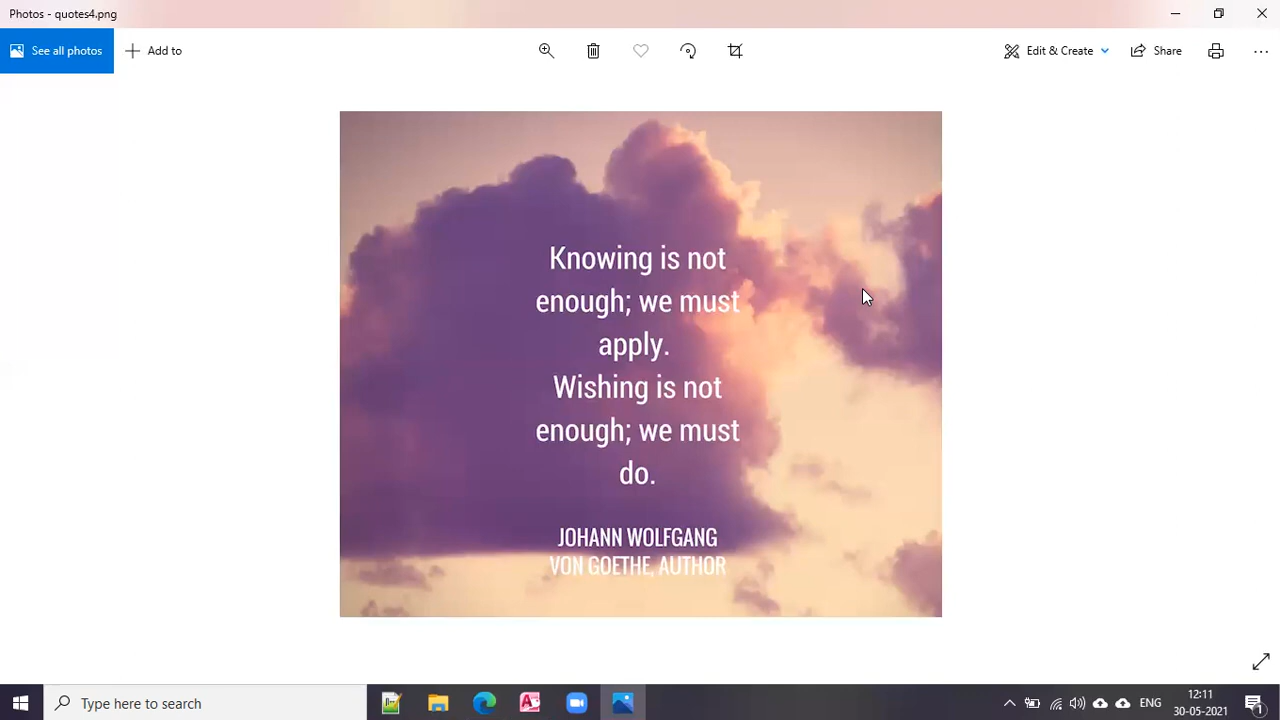 Photos - quotes4.png
See all photos
Add to
Edit & Create
Share
Knowing is not
enough; we must
apply.
Wishing is not
enough; we must
do.
JOHANN WOLFGANG
VON GOETHE, AUTHOR
Type here to search
A
ENG
12:11
30-05-2021
1